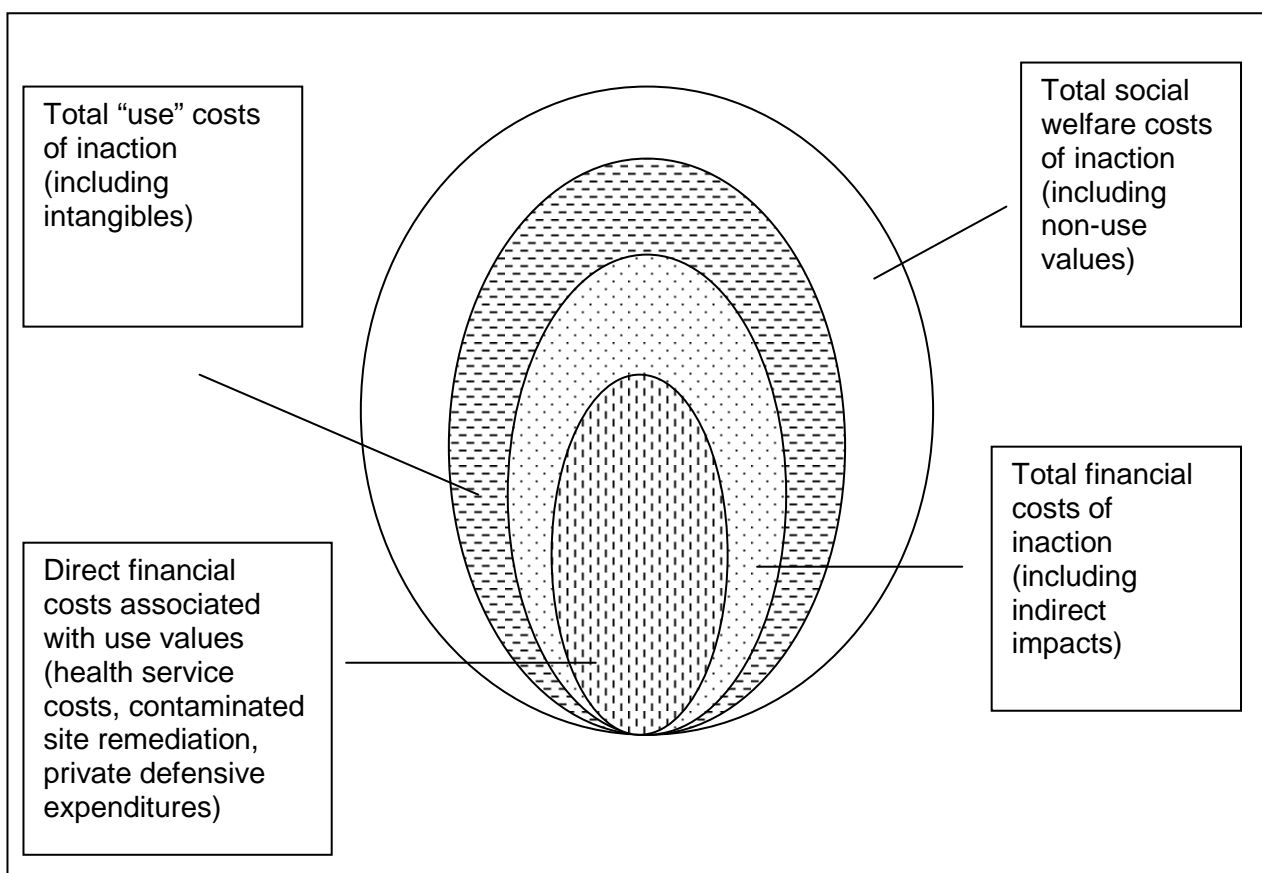 Total “use” costs
of inaction
(including
intangibles)
Total social
welfare costs
of inaction
(including
non-use
values)
Direct financial
costs associated
with use values
(health service
costs, contaminated
site remediation,
private defensive
expenditures)
Total financial
costs of
inaction
(including
indirect
impacts)